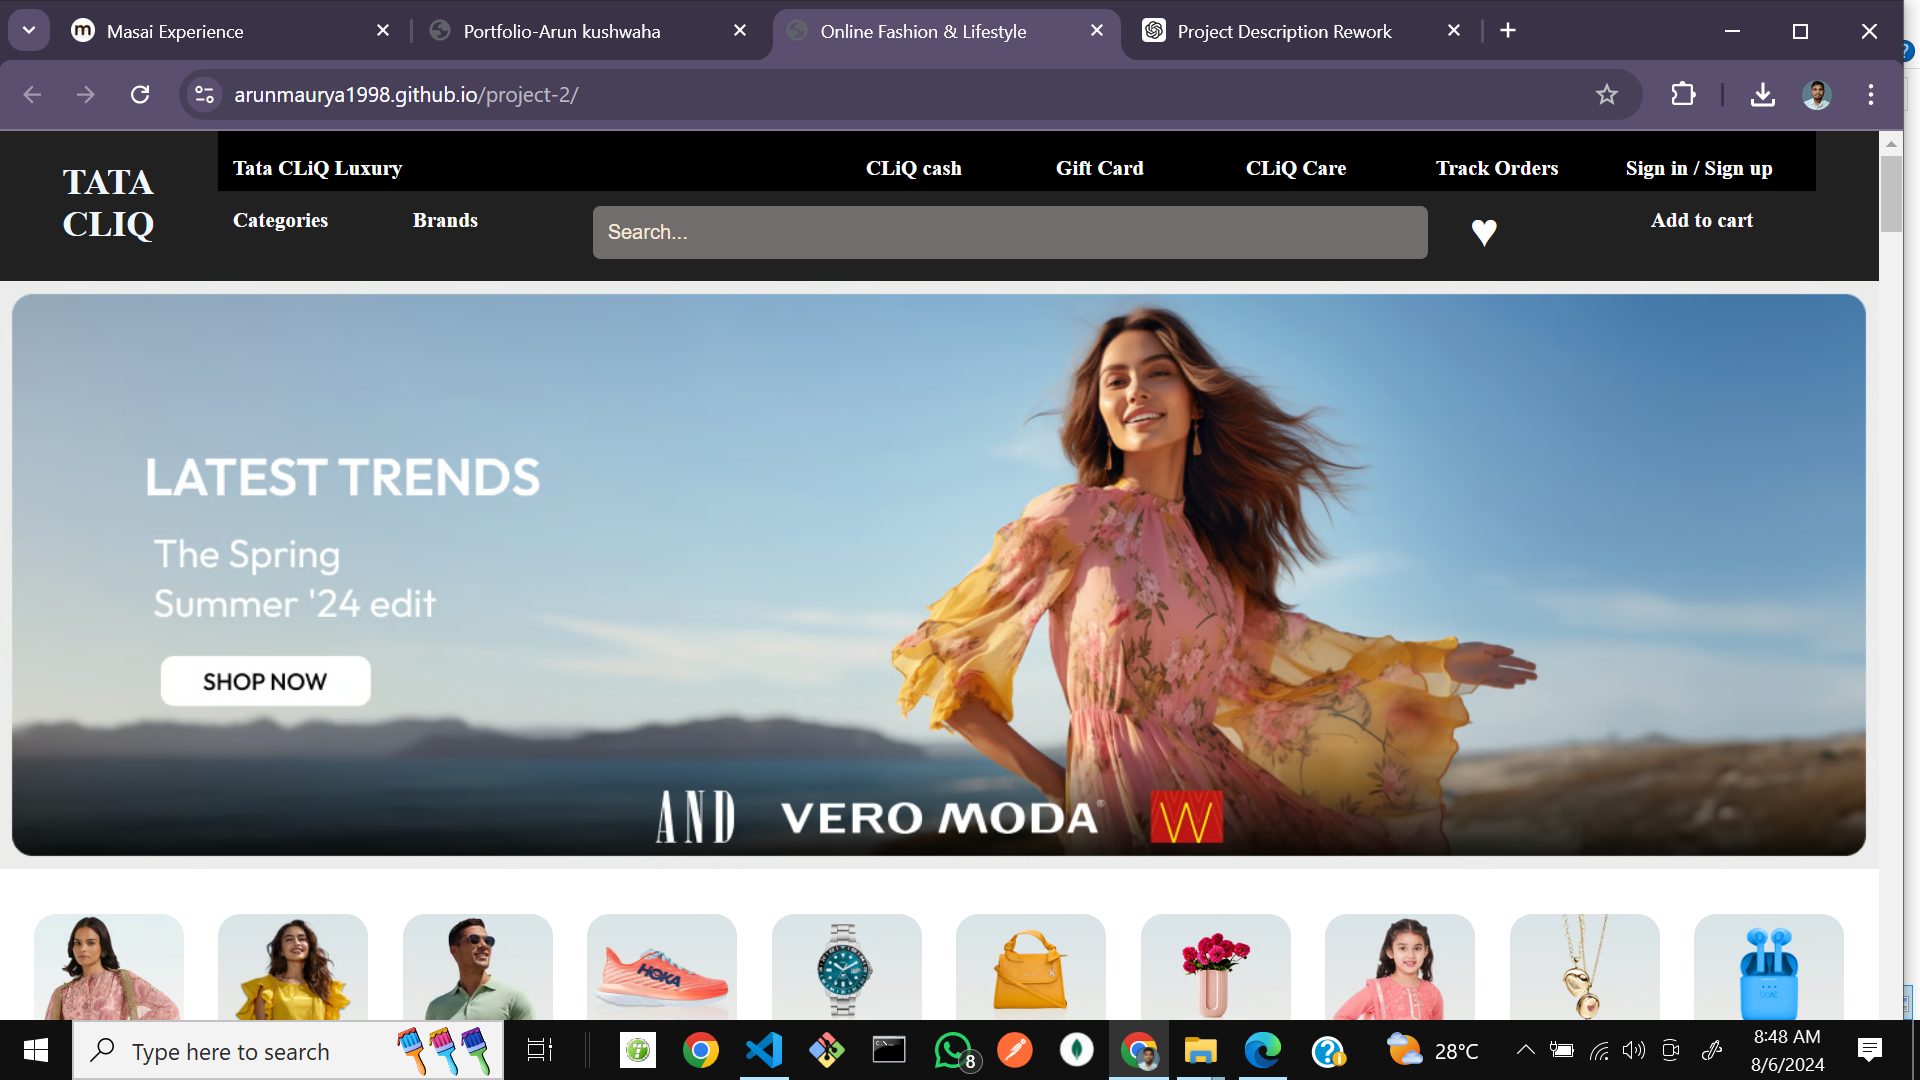 Masai Experience
Portfolio-Arun kushwaha
Online Fashion & Lifestyle
Project Description Rework
arunmaurya1998.github.io/project-2/
TATA
CLIQ
Tata CLiQ Luxury
CLiQ cash
Gift Card
CLiQ Care
Track Orders
Sign in / Sign up
Categories
Brands
Search...
Add to cart
LATEST TRENDS
The Spring
Summer '24 edit
SHOP NOW
AND
VERO MODA®
W
HOKA
Type here to search
8
28°C
8:48 AM
8/6/2024